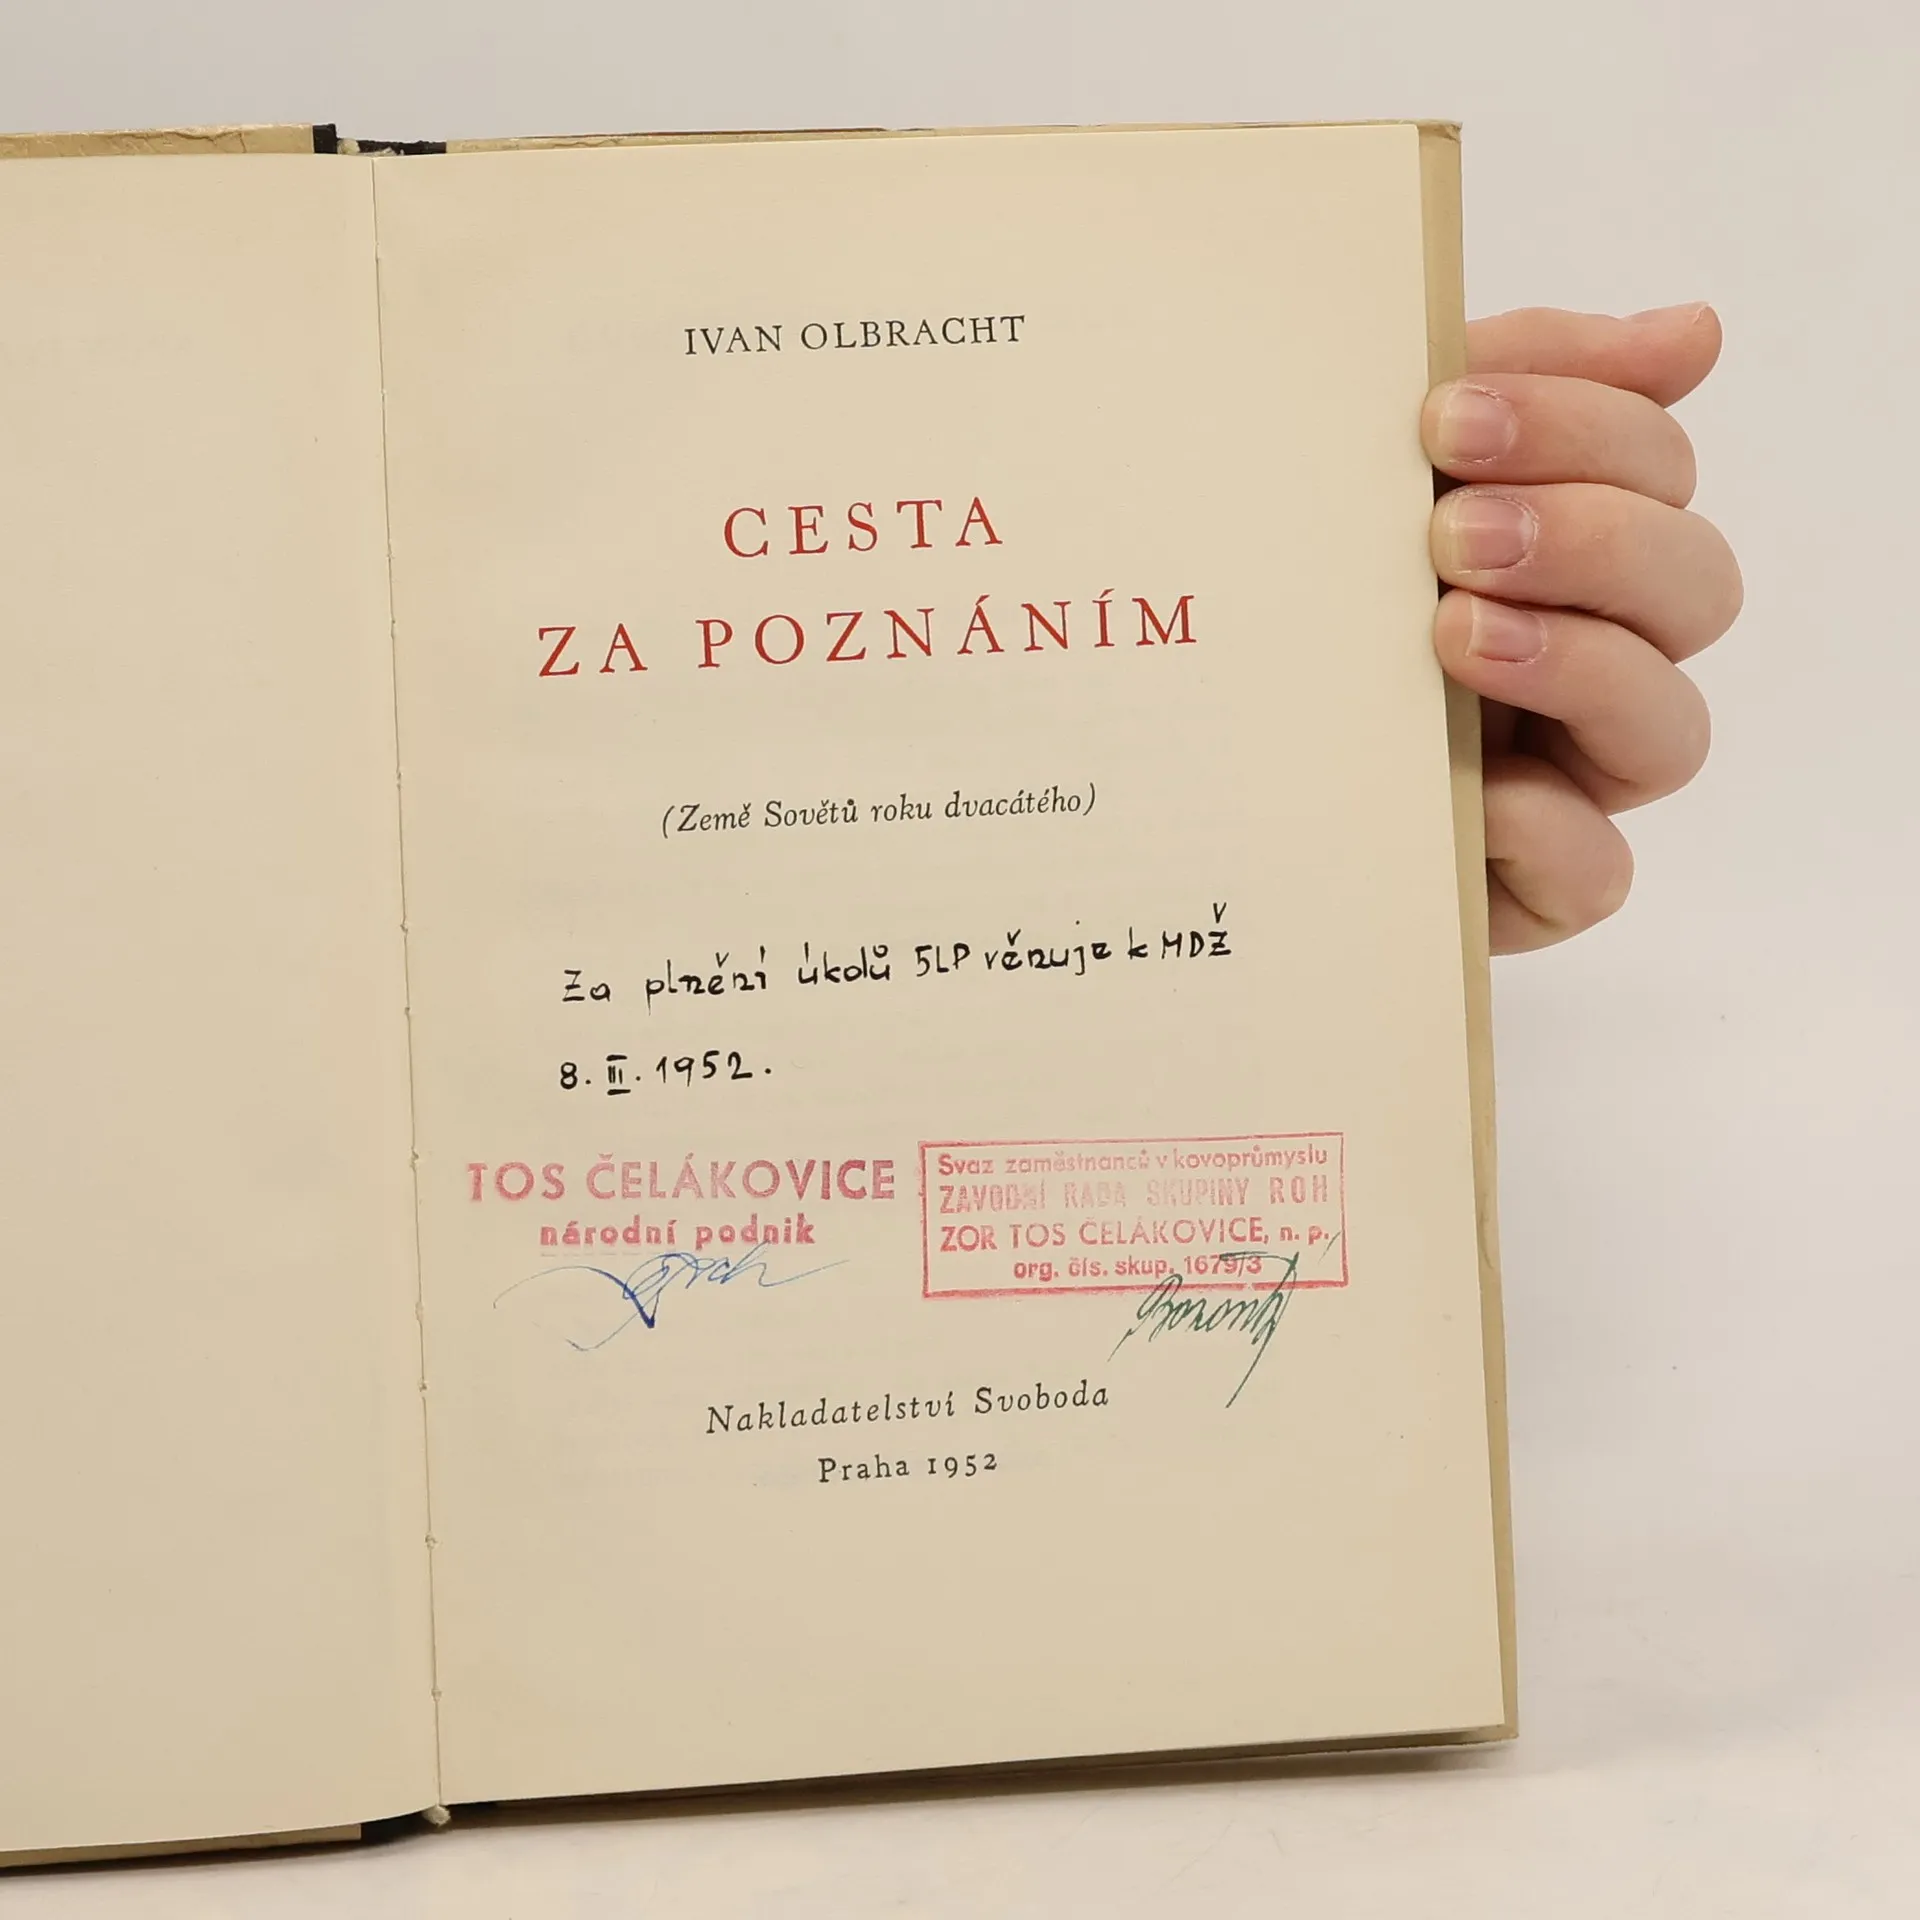 IVAN OLBRACHT
CESTA
ZA POZNÁNÍM
(Země Sovětů roku dvacátého)
Za plnění úkolů 5LP věnuje k MDŽ
8. III. 1952.
TOS ČELÁKOVICE
národní podnik
Svaz zaměstnanců v kovoprůmyslu
ZÁVODNÍ RADA SKUPINY ROH
ZOR TOS ČELÁKOVICE, n. p.
org. čís. skup. 1679/3
Nakladatelství Svoboda
Praha 1952